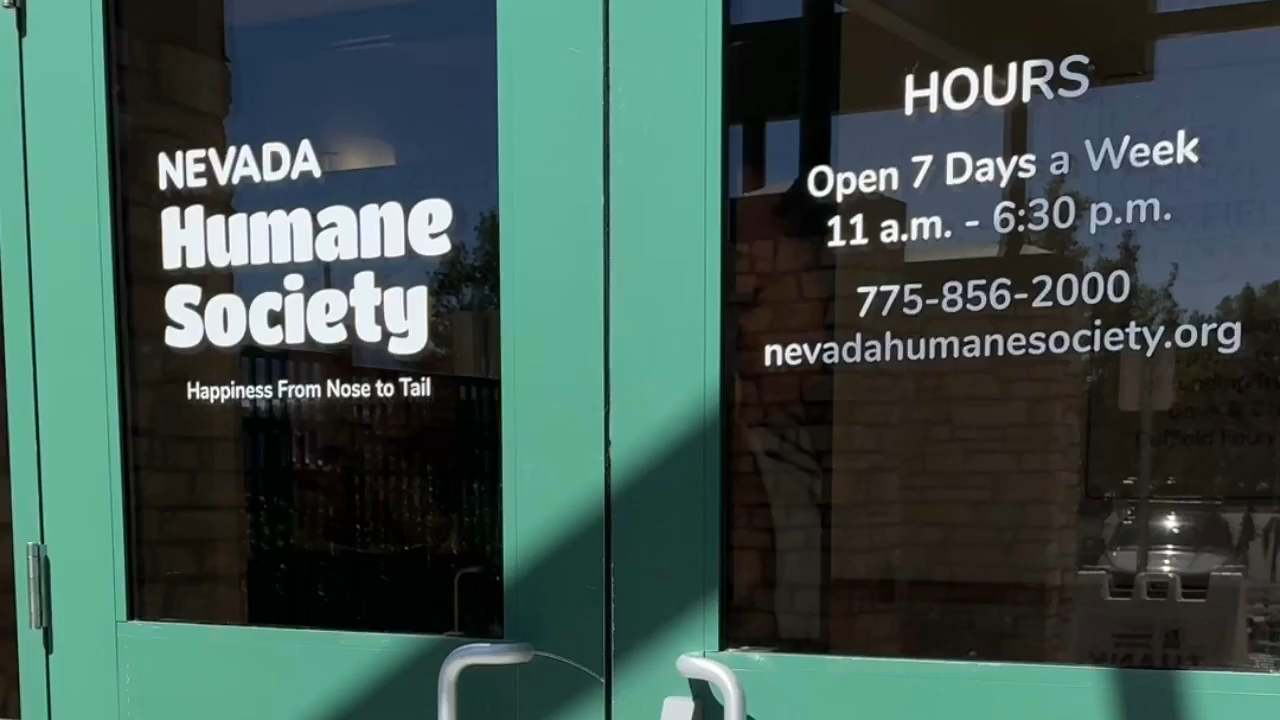 NEVADA
Humane
Society
Happiness From Nose to Tail
HOURS
Open 7 Days a Week
11 a.m. - 6:30 p.m.
775-856-2000
nevadahumanesociety.org